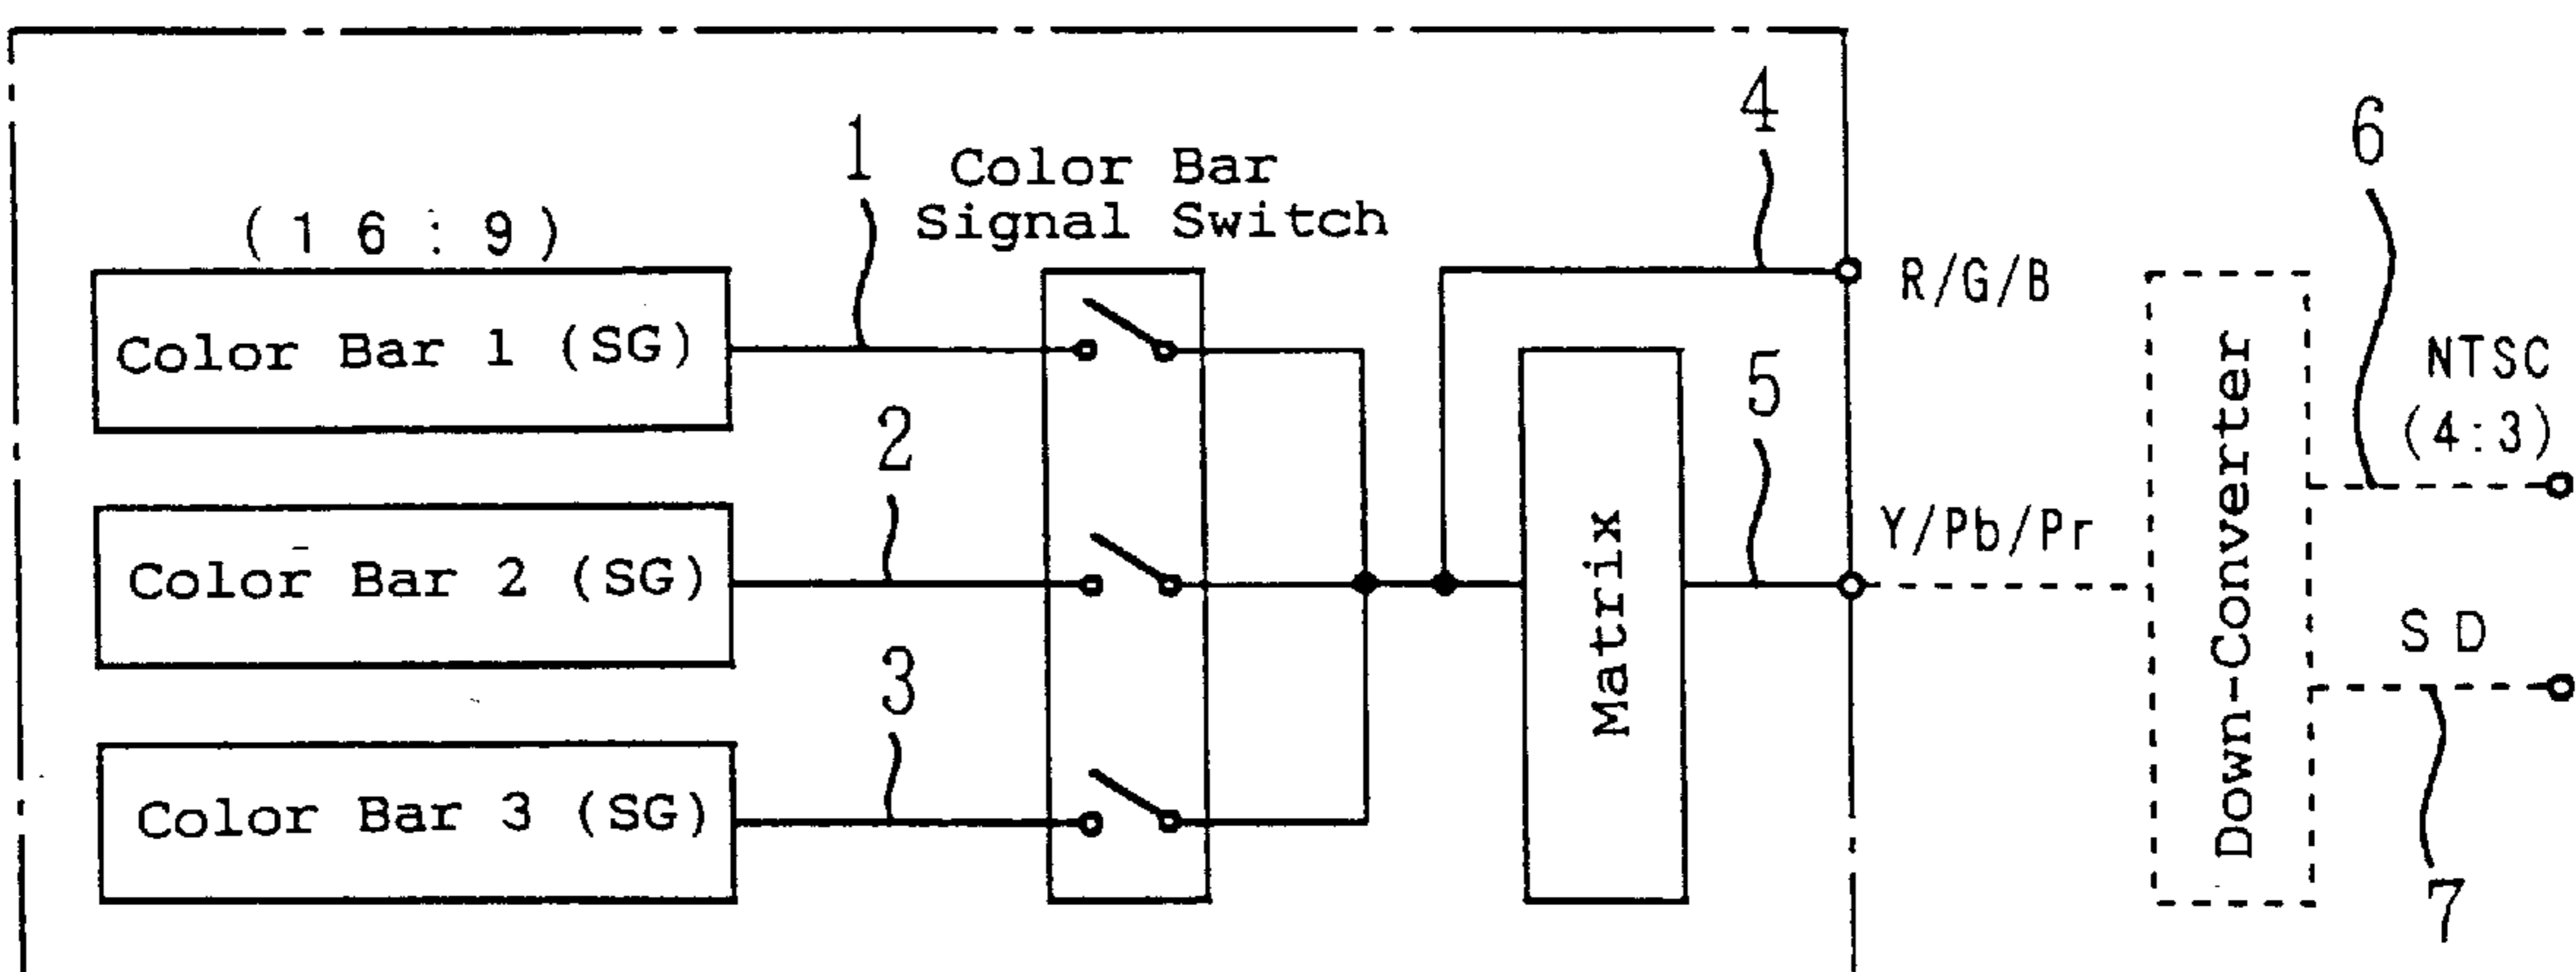 1
Color Bar
Signal Switch
4
6
(16:9)
R/G/B
Color Bar 1 (SG)
5
NTSC
(4:3)
2
Y/Pb/Pr
Color Bar 2 (SG)
Matrix
Down-Converter
SD
3
Color Bar 3 (SG)
7